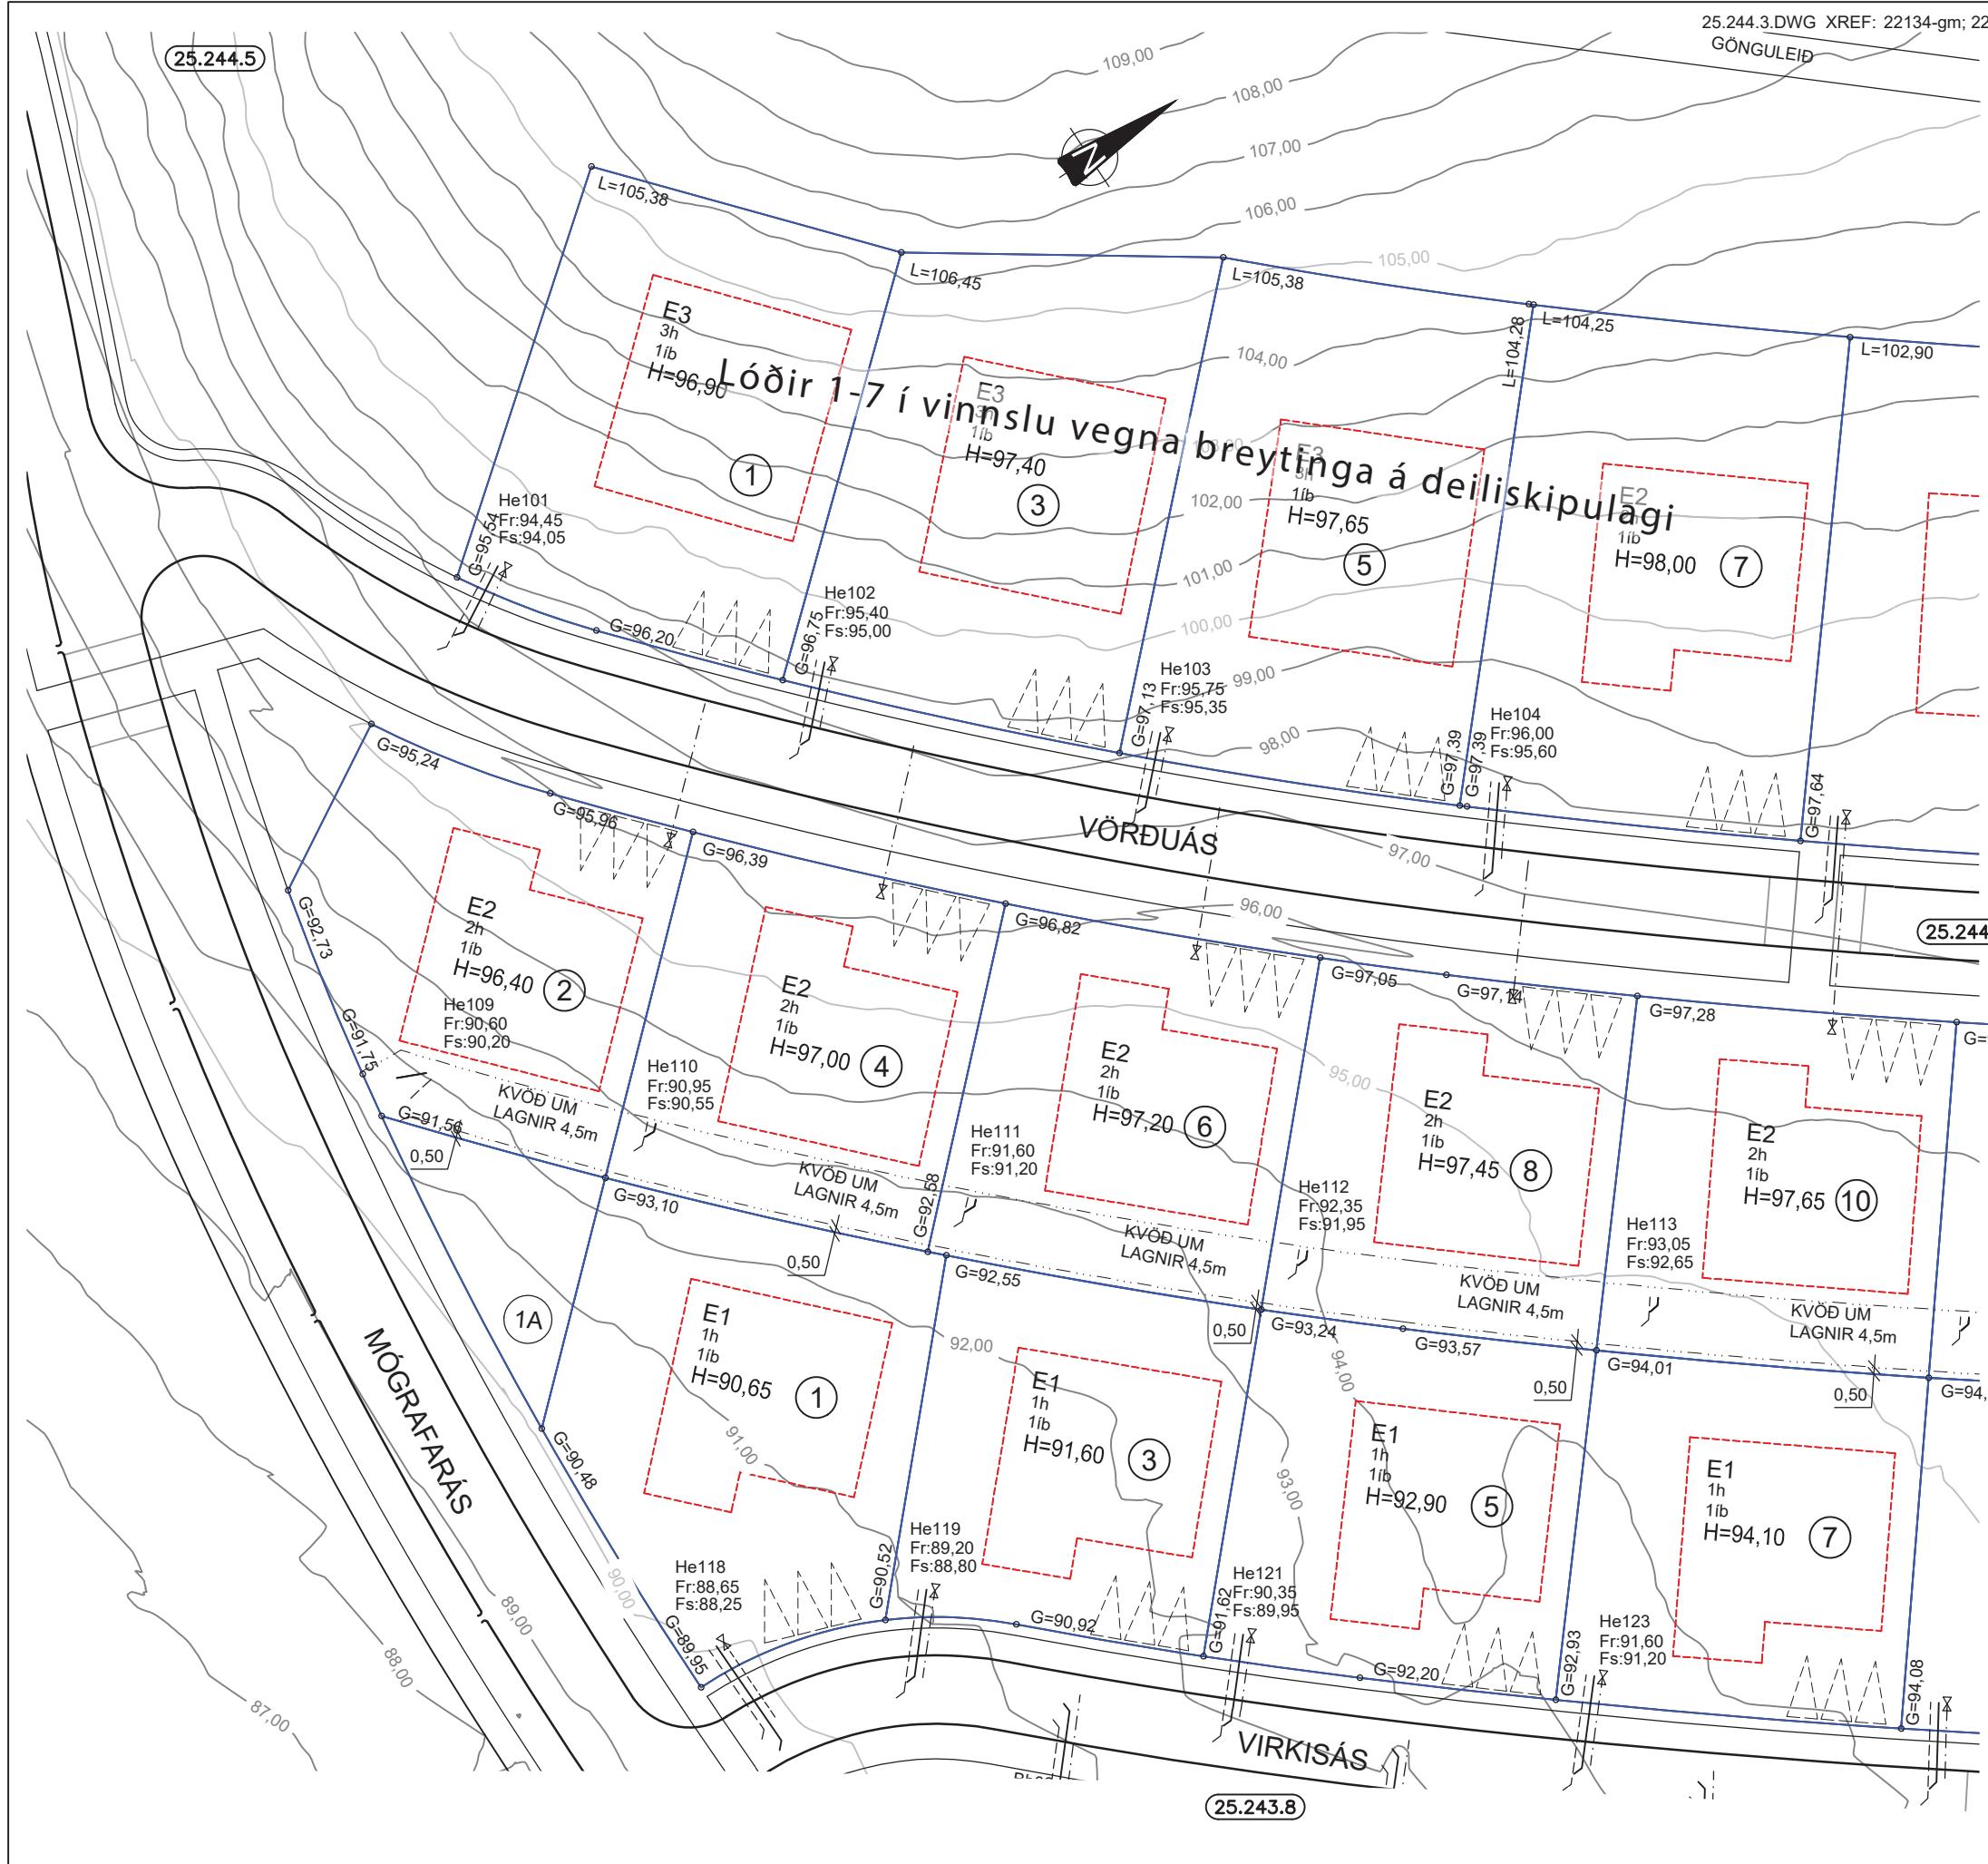 25.244.3.DWG XREF: 22134-gm; 22
GÖNGULEIÐ
25.244.5
109,00
108,00
107,00
106,00
105,00
104,00
102,00
101,00
100,00
99,00
98,00
97,00
96,00
95,00
94,00
93,00
92,00
91,00
90,00
89,00
88,00
87,00
N
L=105,38
L=106,45
L=105,38
L=104,28
L=104,25
L=102,90
Lóðir 1-7 í vinnslu vegna breytinga á deiliskipulagi
E3
3h
1íb
H=96,90
1
E3
3h
1íb
H=97,40
3
E3
3h
1íb
H=97,65
5
E2
1íb
H=98,00
7
He101
Fr:94,45
Fs:94,05
G=95,54
G=96,20
He102
Fr:95,40
Fs:95,00
G=96,75
He103
Fr:95,75
Fs:95,35
G=97,13
He104
Fr:96,00
Fs:95,60
G=97,39
G=97,39
G=97,64
VÖRÐUÁS
25.244
G=95,24
G=95,96
G=96,39
G=96,82
G=97,05
G=97,14
G=97,28
G=
G=92,73
G=91,75
G=91,56
E2
2h
1íb
H=96,40
2
He109
Fr:90,60
Fs:90,20
E2
2h
1íb
H=97,00
4
He110
Fr:90,95
Fs:90,55
E2
2h
1íb
H=97,20
6
He111
Fr:91,60
Fs:91,20
E2
2h
1íb
H=97,45
8
He112
Fr:92,35
Fs:91,95
E2
2h
1íb
H=97,65
10
He113
Fr:93,05
Fs:92,65
KVÖÐ UM
LAGNIR 4,5m
KVÖÐ UM
LAGNIR 4,5m
KVÖÐ UM
LAGNIR 4,5m
KVÖÐ UM
LAGNIR 4,5m
KVÖÐ UM
LAGNIR 4,5m
0,50
0,50
0,50
0,50
0,50
G=93,10
G=92,58
G=92,55
G=93,24
G=93,57
G=94,01
G=94,
1A
MÓGRAFARÁS
E1
1h
1íb
H=90,65
1
E1
1h
1íb
H=91,60
3
E1
1h
1íb
H=92,90
5
E1
1h
1íb
H=94,10
7
G=90,48
G=89,95
He118
Fr:88,65
Fs:88,25
G=90,52
He119
Fr:89,20
Fs:88,80
G=90,92
G=91,62
He121
Fr:90,35
Fs:89,95
G=92,20
G=92,93
He123
Fr:91,60
Fs:91,20
G=94,08
VIRKISÁS
25.243.8